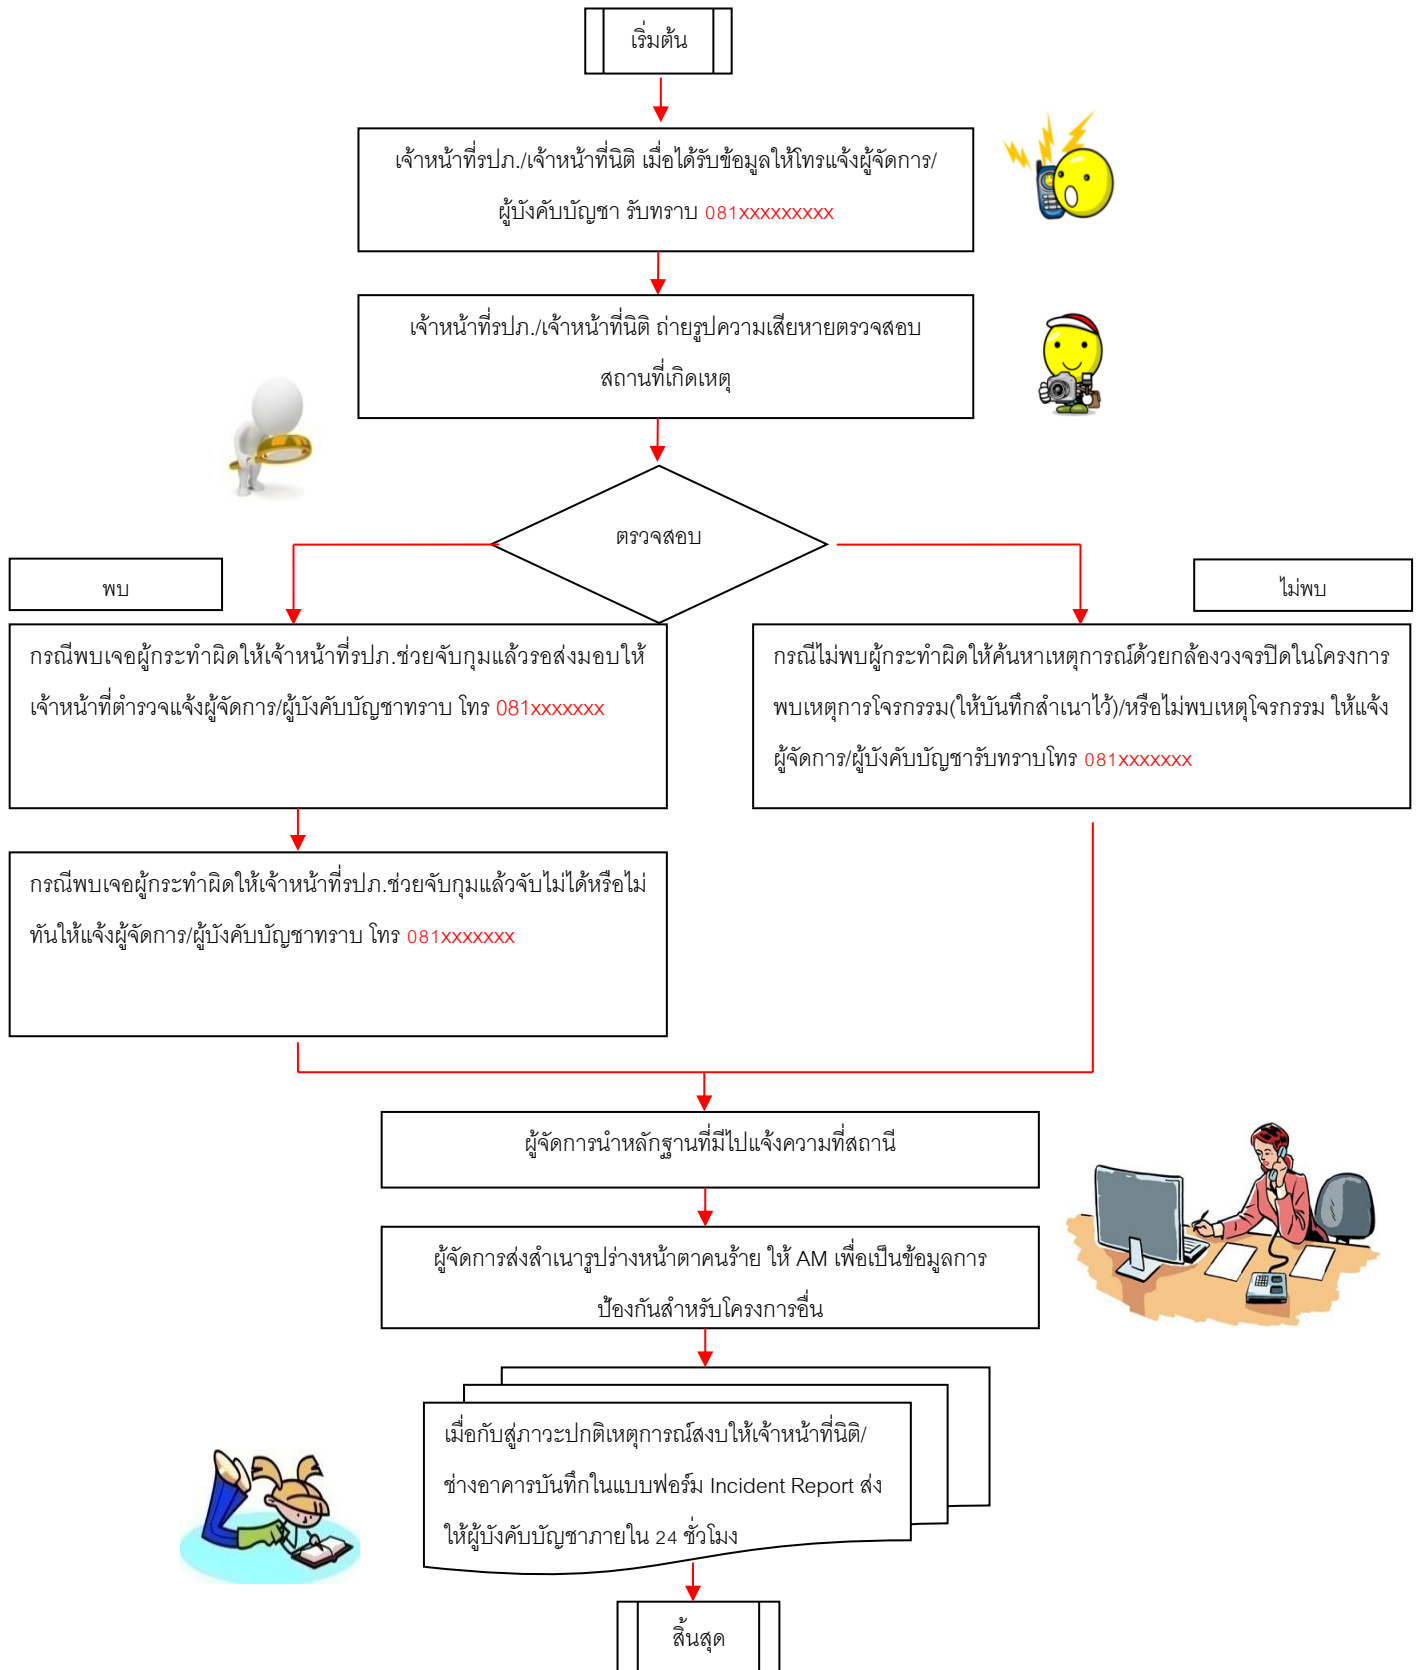 เริ่มต้น
เจ้าหน้าที่รปภ./เจ้าหน้าที่นิติ เมื่อได้รับข้อมูลให้โทรแจ้งผู้จัดการ/
ผู้บังคับบัญชา รับทราบ 081xxxxxxxxx
เจ้าหน้าที่รปภ./เจ้าหน้าที่นิติ ถ่ายรูปความเสียหายตรวจสอบ
สถานที่เกิดเหตุ
ตรวจสอบ
พบ
ไม่พบ
กรณีพบเจอผู้กระทำผิดให้เจ้าหน้าที่รปภ.ช่วยจับกุมแล้วรอส่งมอบให้
เจ้าหน้าที่ตำรวจแจ้งผู้จัดการ/ผู้บังคับบัญชาทราบ โทร 081xxxxxxx
กรณีไม่พบผู้กระทำผิดให้ค้นหาเหตุการณ์ด้วยกล้องวงจรปิดในโครงการ
พบเหตุการโจรกรรม(ให้บันทึกสำเนาไว้)/หรือไม่พบเหตุโจรกรรม ให้แจ้ง
ผู้จัดการ/ผู้บังคับบัญชารับทราบโทร 081xxxxxxx
กรณีพบเจอผู้กระทำผิดให้เจ้าหน้าที่รปภ.ช่วยจับกุมแล้วจับไม่ได้หรือไม่
ทันให้แจ้งผู้จัดการ/ผู้บังคับบัญชาทราบ โทร 081xxxxxxx
ผู้จัดการนำหลักฐานที่มีไปแจ้งความที่สถานี
ผู้จัดการส่งสำเนารูปร่างหน้าตาคนร้าย ให้ AM เพื่อเป็นข้อมูลการ
ป้องกันสำหรับโครงการอื่น
เมื่อกับสู่ภาวะปกติเหตุการณ์สงบให้เจ้าหน้าที่นิติ/
ช่างอาคารบันทึกในแบบฟอร์ม Incident Report ส่ง
ให้ผู้บังคับบัญชาภายใน 24 ชั่วโมง
สิ้นสุด